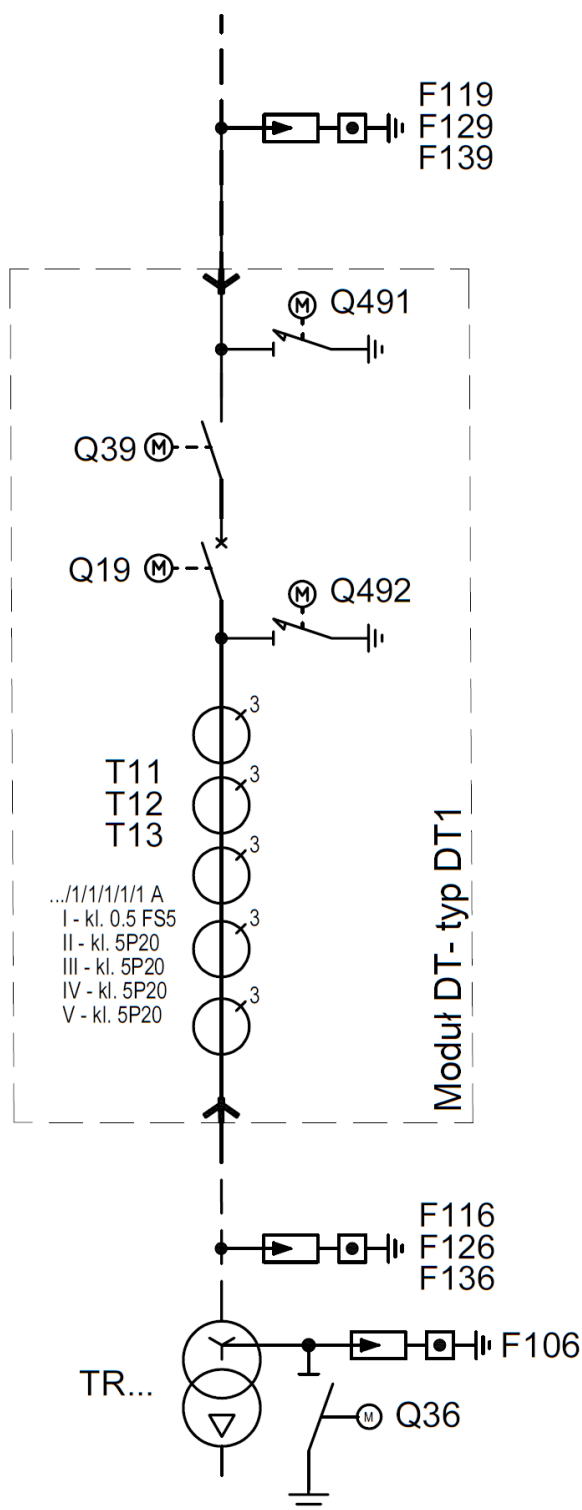 F119
F129
F139
M
Q491
Q39
M
Q19
M
M
Q492
3
T11
T12
T13
3
3
.../1/1/1/1/1 A
I - kl. 0.5 FS5
II - kl. 5P20
III - kl. 5P20
IV - kl. 5P20
V - kl. 5P20
3
3
Moduł DT- typ DT1
F116
F126
F136
F106
TR...
M
Q36